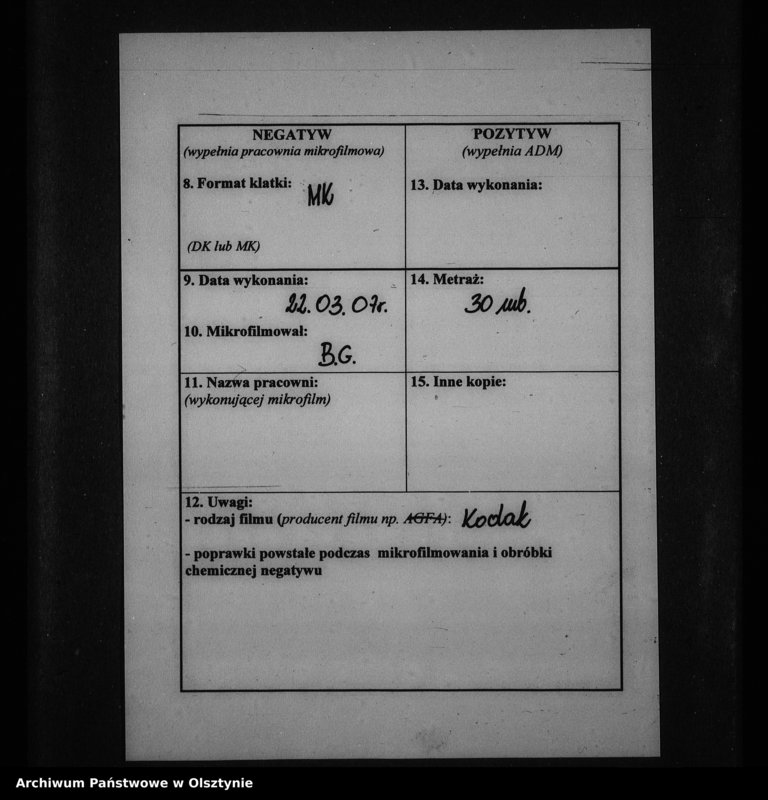 NEGATYW
(wypełnia pracownia mikrofilmowa)
8. Format klatki:
MK
(DK lub MK)
POZYTYW
(wypełnia ADM)
13. Data wykonania:
9. Data wykonania:
22.03.07r.
10. Mikrofilmował:
B.G.
14. Metraż:
30 mb.
11. Nazwa pracowni:
(wykonującej mikrofilm)
15. Inne kopie:
12. Uwagi:
- rodzaj filmu (producent filmu np. AGFA): Kodak
- poprawki powstałe podczas mikrofilmowania i obróbki
chemicznej negatywu
Archiwum Państwowe w Olsztynie